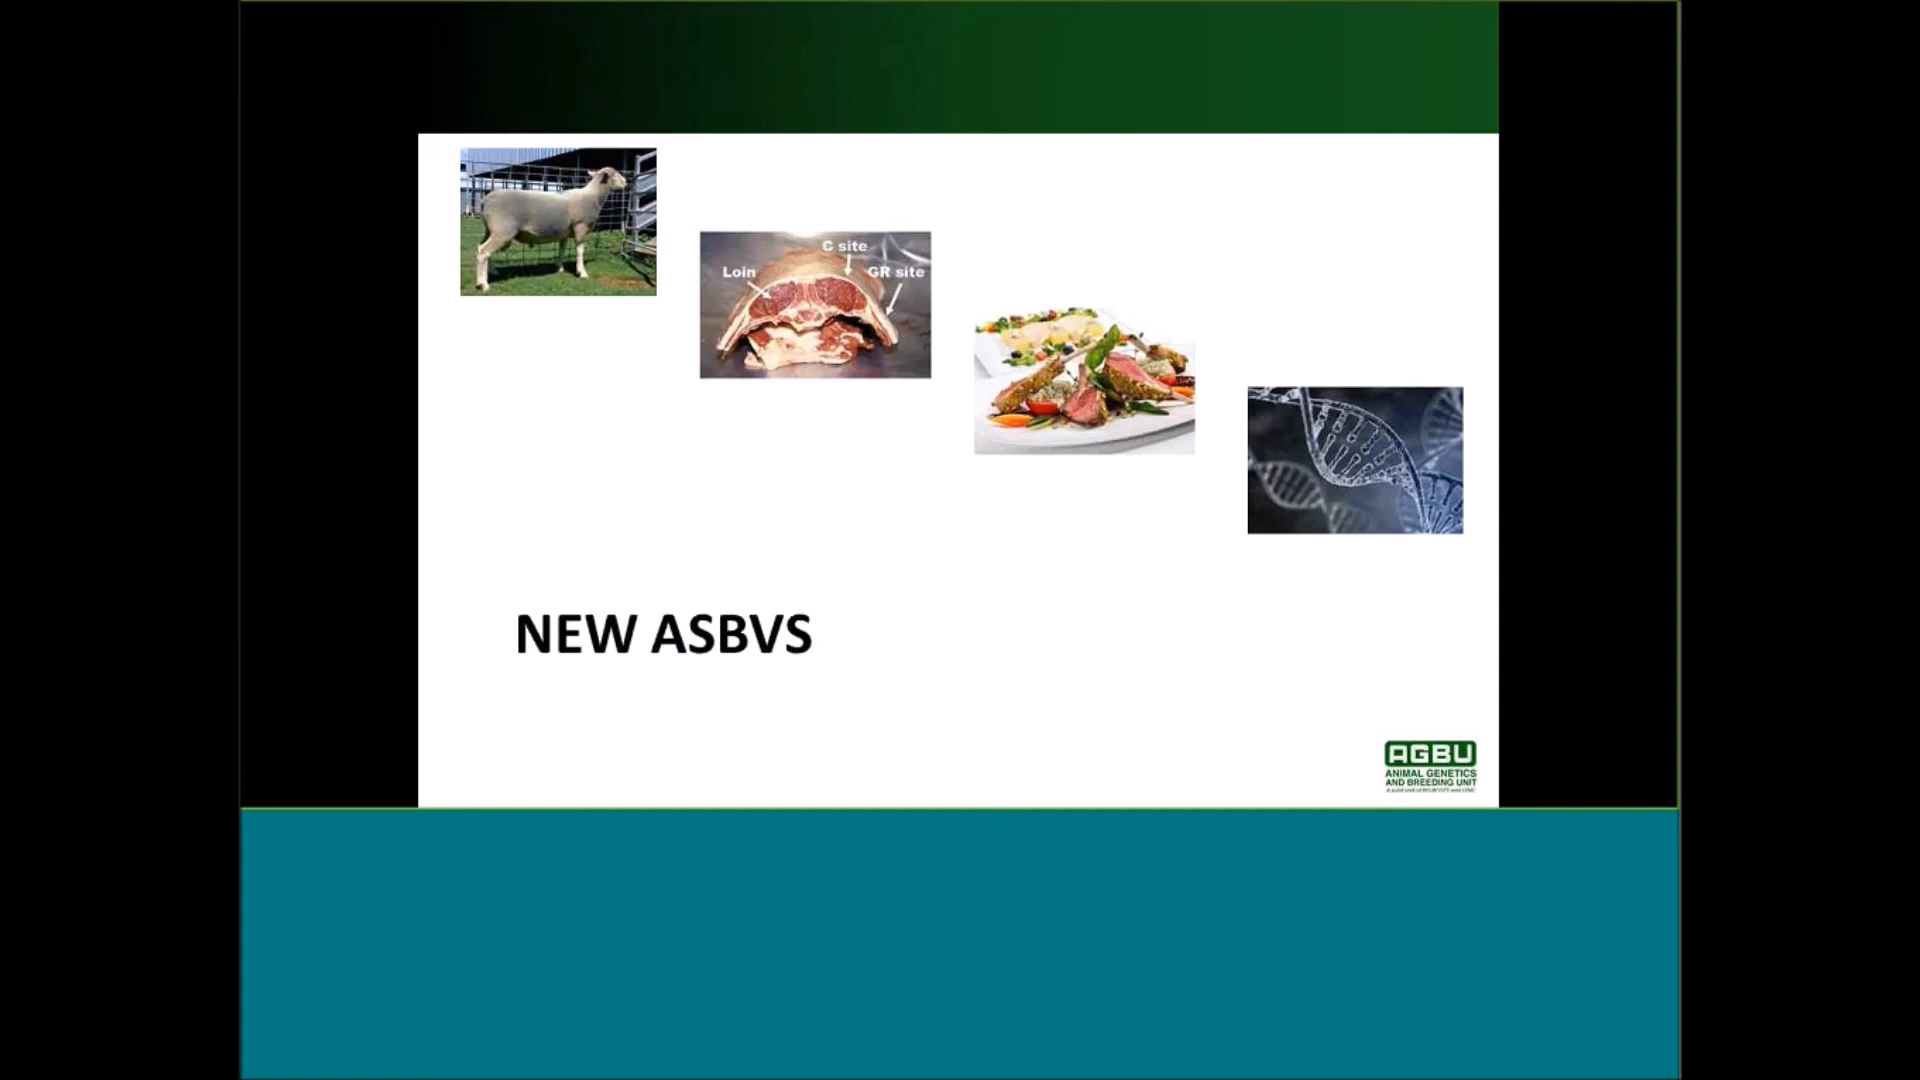 C site
Loin
GR site
NEW ASBVS
AGBU
ANIMAL GENETICS
AND BREEDING UNIT